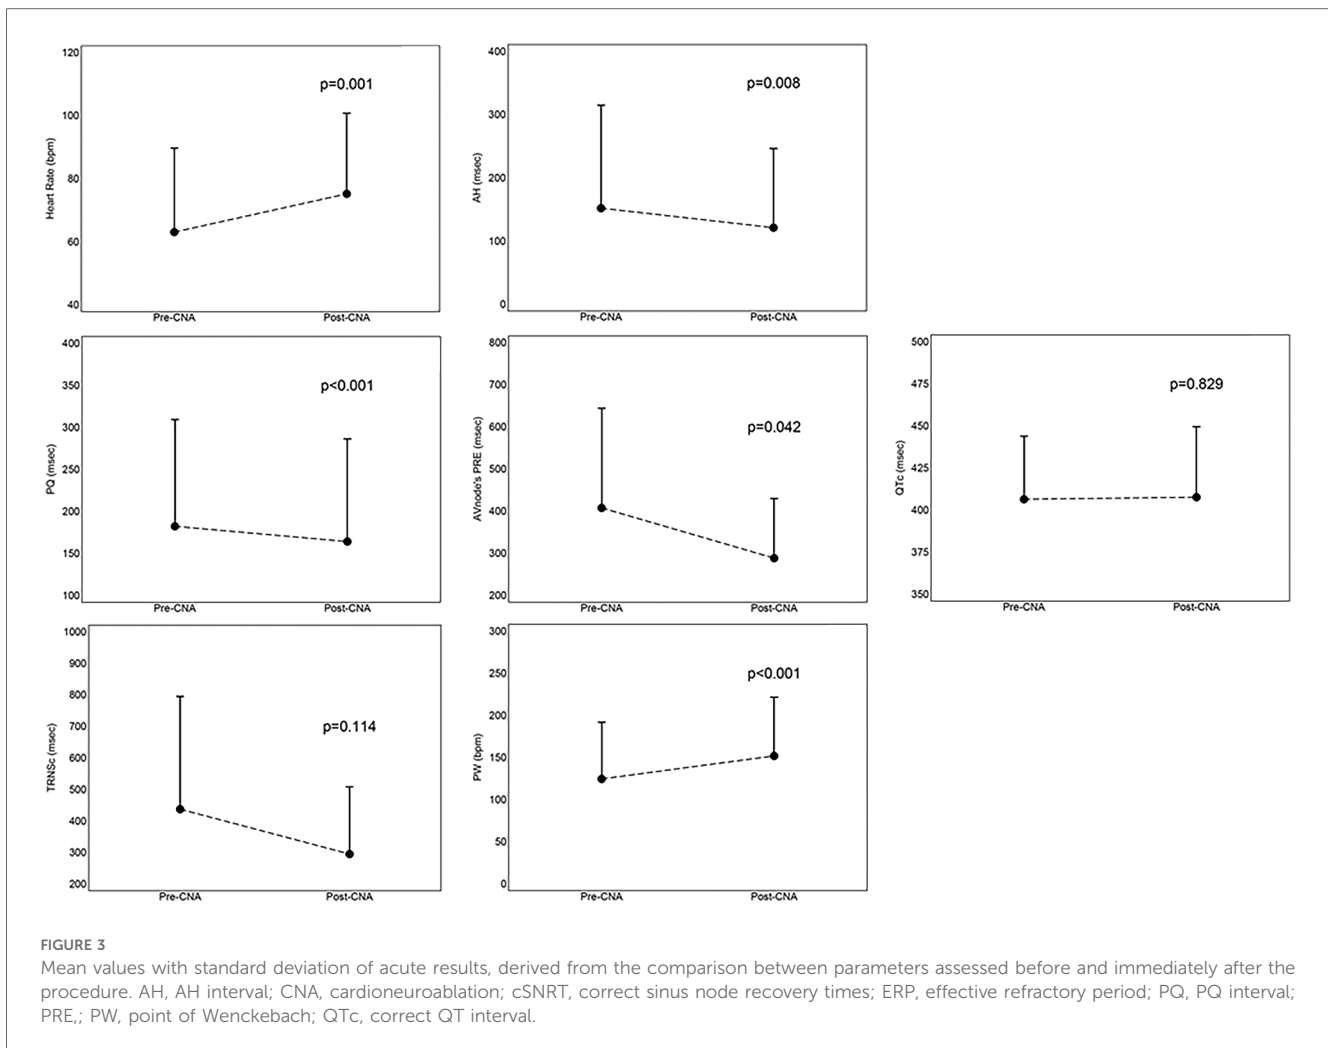 120
100
80
60
40
Heart Rate (bpm)
p=0.001
Pre-CNA
Post-CNA
400
300
200
100
0
AH (msec)
p=0.008
Pre-CNA
Post-CNA
400
350
300
250
200
150
100
PQ (msec)
p<0.001
Pre-CNA
Post-CNA
800
700
600
500
400
300
200
AVnode's PRE (msec)
p=0.042
Pre-CNA
Post-CNA
500
475
450
425
400
375
350
QTc (msec)
p=0.829
Pre-CNA
Post-CNA
1000
900
800
700
600
500
400
300
200
TRNSc (msec)
p=0.114
Pre-CNA
Post-CNA
300
250
200
150
100
50
0
PW (bpm)
p<0.001
Pre-CNA
Post-CNA
FIGURE 3
Mean values with standard deviation of acute results, derived from the comparison between parameters assessed before and immediately after the
procedure. AH, AH interval; CNA, cardioneuroablation; cSNRT, correct sinus node recovery times; ERP, effective refractory period; PQ, PQ interval;
PRE,; PW, point of Wenckebach; QTc, correct QT interval.